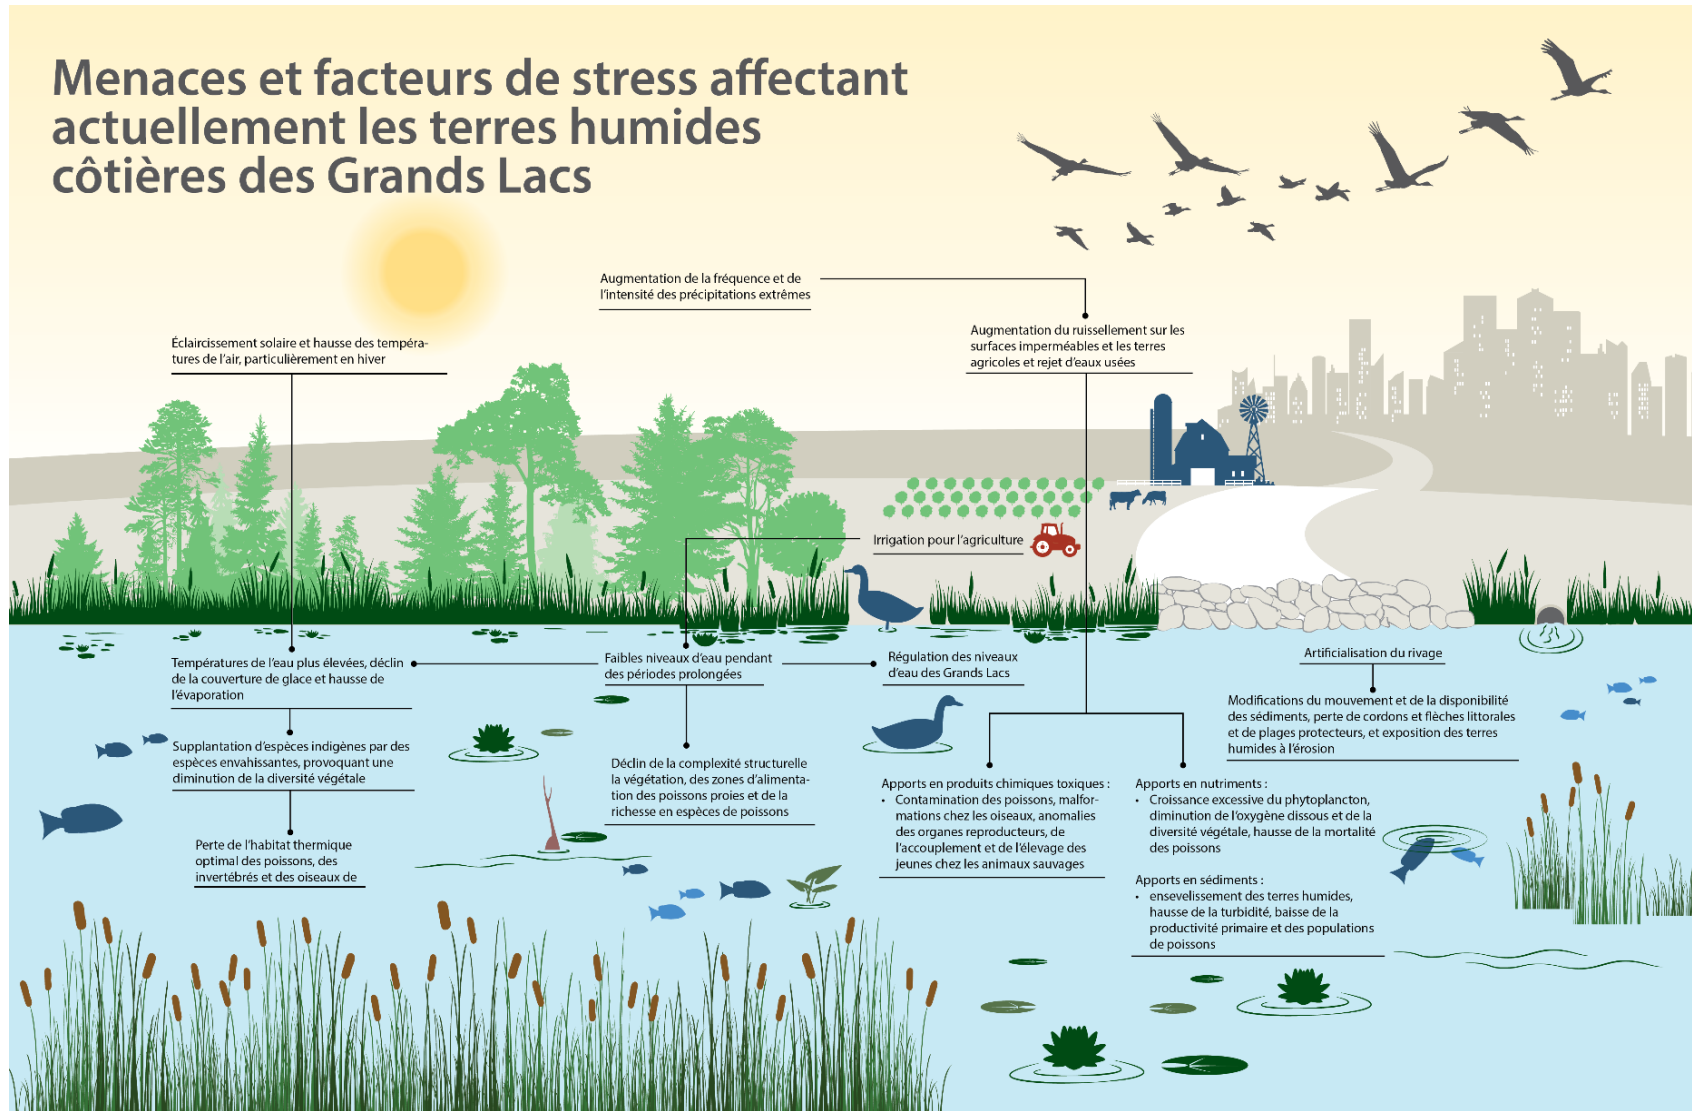 Menaces et facteurs de stress affectant
actuellement les terres humides
côtières des Grands Lacs
Augmentation de la fréquence et de
l'intensité des précipitations extrêmes
Éclaircissement solaire et hausse des tempéra-
tures de l'air, particulièrement en hiver
Augmentation du ruissellement sur les
surfaces imperméables et les terres
agricoles et rejet d'eaux usées
Irrigation pour l'agriculture
Températures de l'eau plus élevées, déclin
de la couverture de glace et hausse de
l'évaporation
Faibles niveaux d'eau pendant
des périodes prolongées
Régulation des niveaux
d'eau des Grands Lacs
Artificialisation du rivage
Modifications du mouvement et de la disponibilité
des sédiments, perte de cordons et flèches littorales
et de plages protecteurs, et exposition des terres
humides à l'érosion
Supplantation d'espèces indigènes par des
espèces envahissantes, provoquant une
diminution de la diversité végétale
Déclin de la complexité structurelle
la végétation, des zones d'alimenta-
tion des poissons proies et de la
richesse en espèces de poissons
Perte de l'habitat thermique
optimal des poissons, des
invertébrés et des oiseaux de
Apports en produits chimiques toxiques :
• Contamination des poissons, malfor-
mations chez les oiseaux, anomalies
des organes reproducteurs, de
l'accouplement et de l'élevage des
jeunes chez les animaux sauvages
Apports en nutriments :
• Croissance excessive du phytoplancton,
diminution de l'oxygène dissous et de la
diversité végétale, hausse de la mortalité
des poissons
Apports en sédiments :
• ensevelissement des terres humides,
hausse de la turbidité, baisse de la
productivité primaire et des populations
de poissons